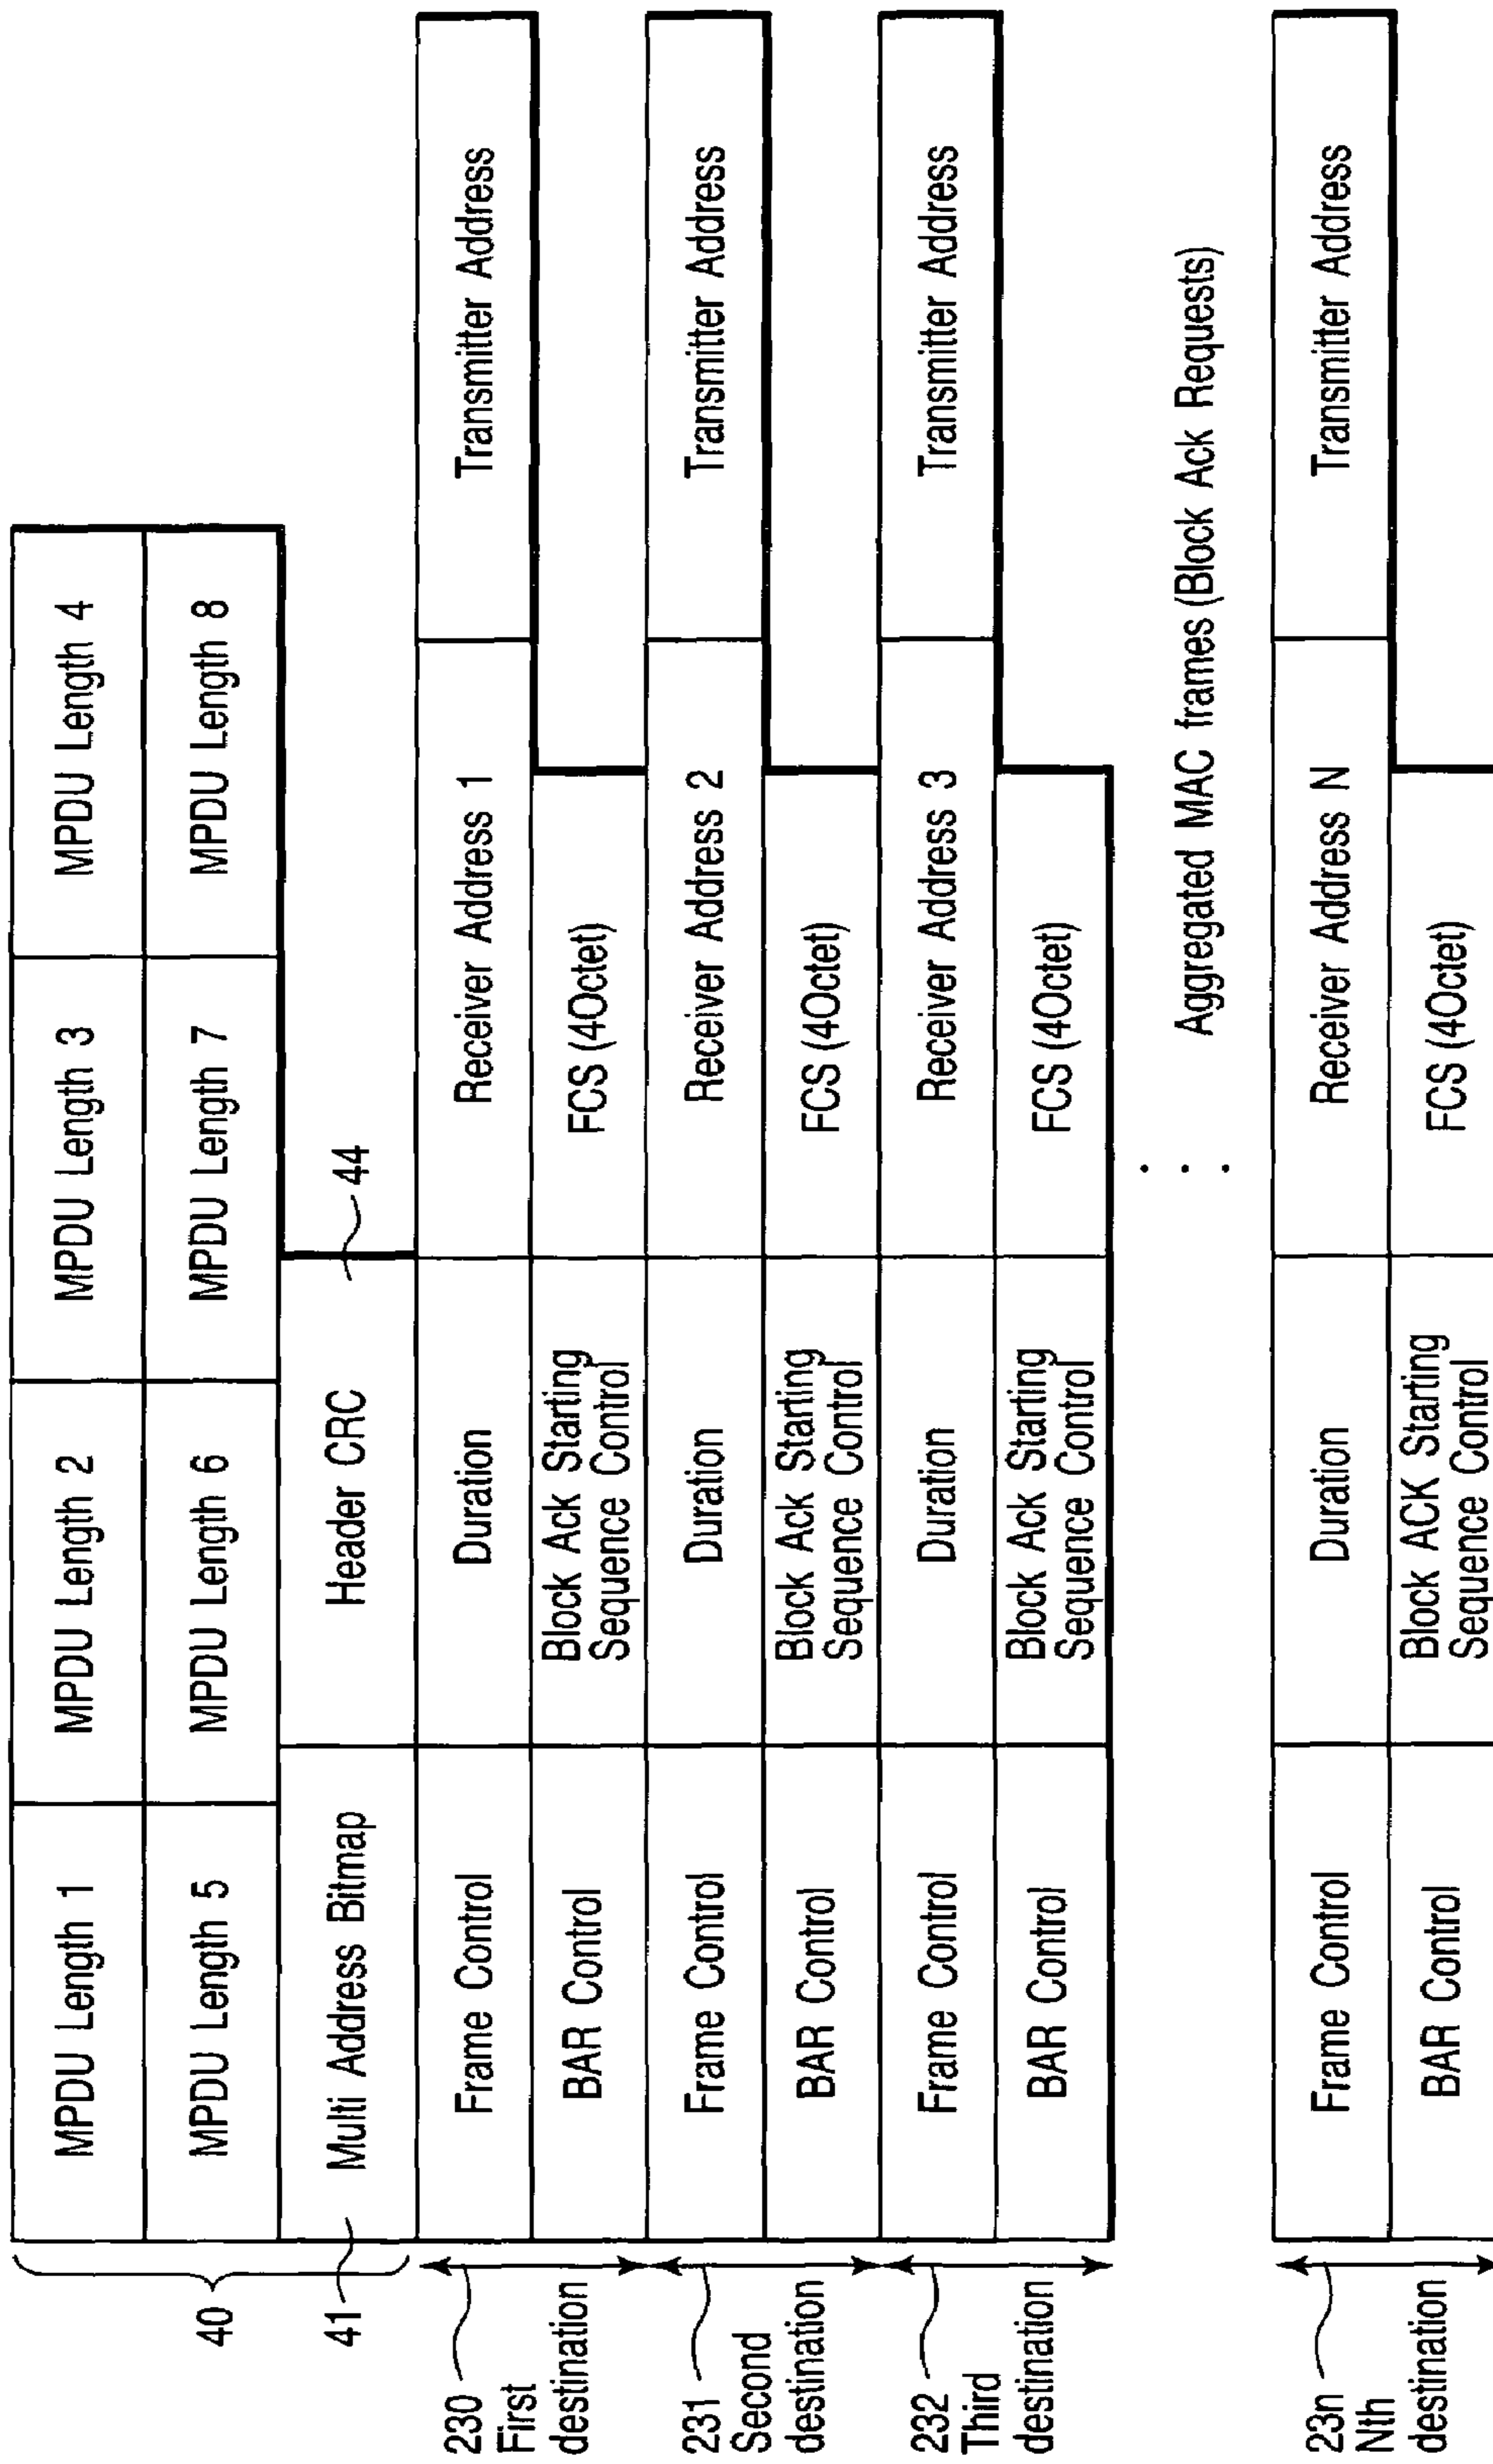 MPDU Length 1
MPDU Length 2
MPDU Length 3
MPDU Length 4
MPDU Length 5
MPDU Length 6
MPDU Length 7
MPDU Length 8
40
41
Multi Address Bitmap
Header CRC
44
230
First
destination
Frame Control
Duration
Receiver Address 1
Transmitter Address
BAR Control
Block Ack Starting
Sequence Control
FCS (4Octet)
231
Second
destination
Frame Control
Duration
Receiver Address 2
Transmitter Address
BAR Control
Block Ack Starting
Sequence Control
FCS (4Octet)
232
Third
destination
Frame Control
Duration
Receiver Address 3
Transmitter Address
BAR Control
Block Ack Starting
Sequence Control
FCS (4Octet)
Aggregated MAC frames (Block Ack Requests)
23n
Nth
destination
Frame Control
Duration
Receiver Address N
Transmitter Address
BAR Control
Block ACK Starting
Sequence Control
FCS (4Octet)